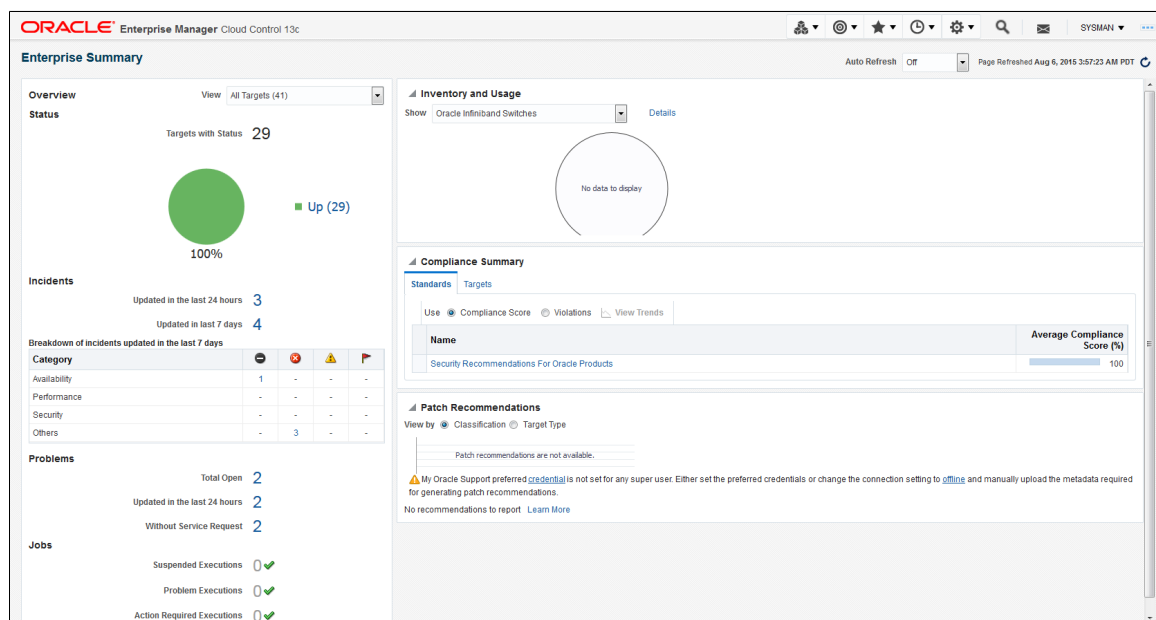 ORACLE Enterprise Manager Cloud Control 13c
SYSMAN
Enterprise Summary
Auto Refresh Off
Page Refreshed Aug 6, 2015 3:57:23 AM PDT
Overview
View All Targets (41)
Status
Targets with Status 29
Up (29)
100%
Incidents
Updated in the last 24 hours 3
Updated in last 7 days 4
Breakdown of incidents updated in the last 7 days
Category
Availability 1 - - -
Performance - - - -
Security - - - -
Others - 3 - -
Problems
Total Open 2
Updated in the last 24 hours 2
Without Service Request 2
Jobs
Suspended Executions 0
Problem Executions 0
Action Required Executions 0
Inventory and Usage
Show Oracle Infiniband Switches Details
No data to display
Compliance Summary
Standards Targets
Use Compliance Score Violations View Trends
Name
Average Compliance
Score (%)
Security Recommendations For Oracle Products 100
Patch Recommendations
View by Classification Target Type
Patch recommendations are not available.
My Oracle Support preferred credential is not set for any super user. Either set the preferred credentials or change the connection setting to offline and manually upload the metadata required
for generating patch recommendations.
No recommendations to report Learn More